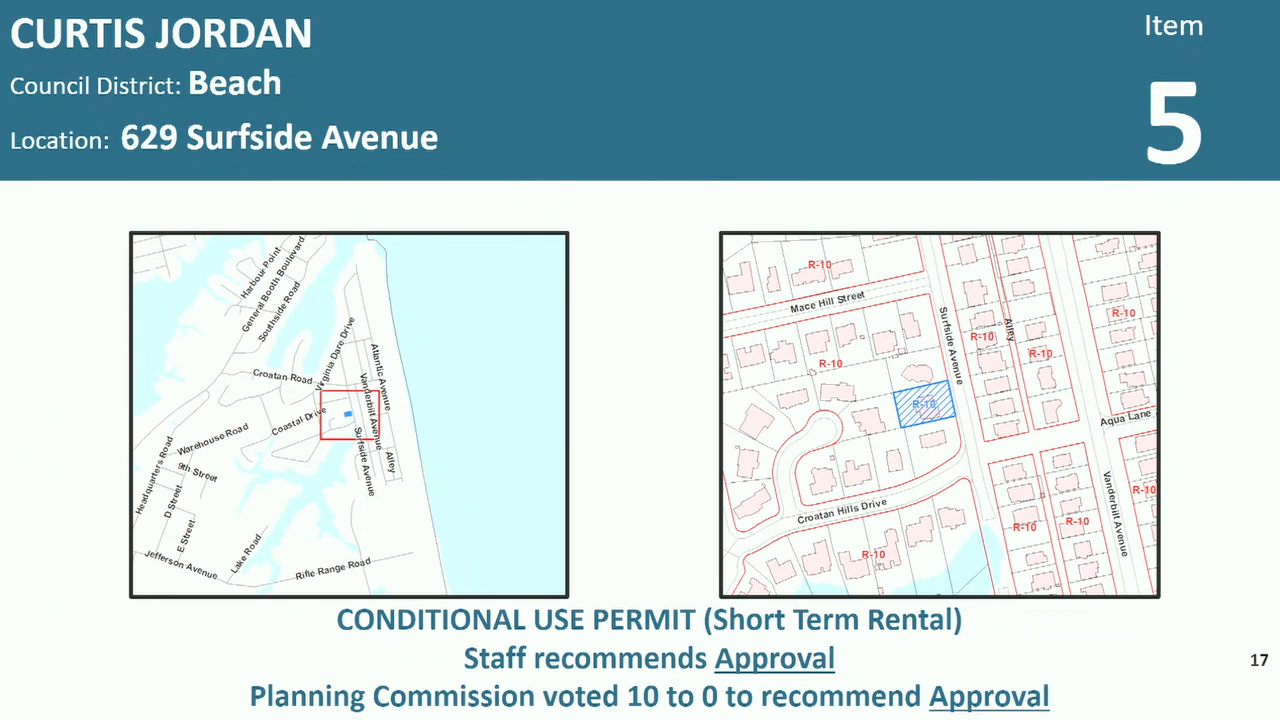 CURTIS JORDAN
Council District: Beach
Location: 629 Surfside Avenue
Item
5
Harbour Point
General Booth Boulevard
Southside Road
Virginia Dare Drive
Atlantic Avenue
Croatan Road
Vanderbilt Avenue
Coastal Drive
Warehouse Road
Surfside Avenue
Alley
Headquarters Road
9th Street
D Street
E Street
Lake Road
Jefferson Avenue
Rifle Range Road
R-10
Mace Hill Street
Surfside Avenue
Alley
R-10
R-10
R-10
R-10
R-10
Aqua Lane
Vanderbilt Avenue
R-10
Croatan Hills Drive
R-10
R-10
R-10
CONDITIONAL USE PERMIT (Short Term Rental)
Staff recommends Approval
17
Planning Commission voted 10 to 0 to recommend Approval